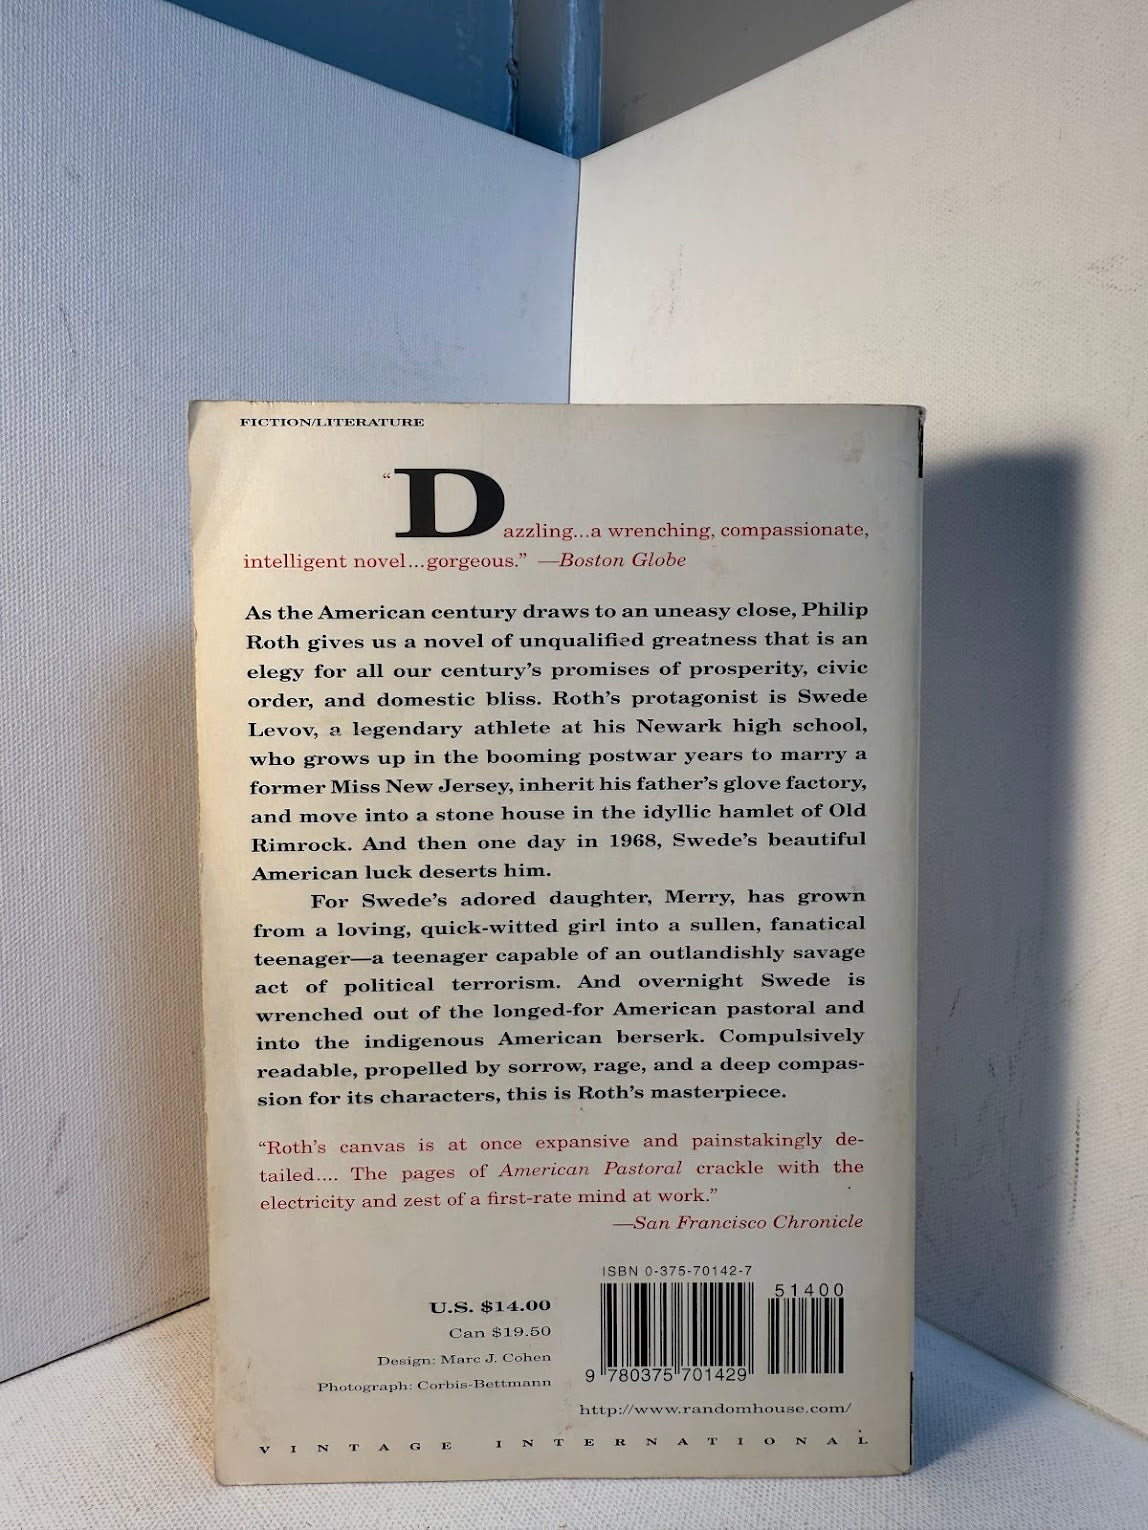 FICTION/LITERATURE
“Dazzling...a wrenching, compassionate,
intelligent novel...gorgeous.” —Boston Globe
As the American century draws to an uneasy close, Philip
Roth gives us a novel of unqualified greatness that is an
elegy for all our century’s promises of prosperity, civic
order, and domestic bliss. Roth’s protagonist is Swede
Levov, a legendary athlete at his Newark high school,
who grows up in the booming postwar years to marry a
former Miss New Jersey, inherit his father’s glove factory,
and move into a stone house in the idyllic hamlet of Old
Rimrock. And then one day in 1968, Swede’s beautiful
American luck deserts him.
For Swede’s adored daughter, Merry, has grown
from a loving, quick-witted girl into a sullen, fanatical
teenager—a teenager capable of an outlandishly savage
act of political terrorism. And overnight Swede is
wrenched out of the longed-for American pastoral and
into the indigenous American berserk. Compulsively
readable, propelled by sorrow, rage, and a deep compas-
sion for its characters, this is Roth’s masterpiece.
“Roth’s canvas is at once expansive and painstakingly de-
tailed.... The pages of American Pastoral crackle with the
electricity and zest of a first-rate mind at work.”
—San Francisco Chronicle
U.S. $14.00
Can $19.50
Design: Marc J. Cohen
Photograph: Corbis-Bettmann
ISBN 0-375-70142-7
51400
9 780375 701429
http://www.randomhouse.com/
VINTAGE INTERNATIONAL